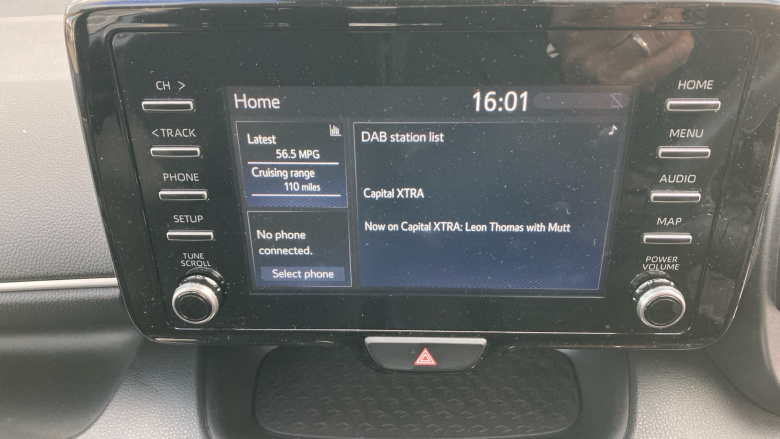 CH >
< TRACK
PHONE
SETUP
TUNE
SCROLL
Home
16:01
Latest
56.5 MPG
Cruising range
110 miles
No phone
connected.
Select phone
DAB station list
Capital XTRA
Now on Capital XTRA: Leon Thomas with Mutt
HOME
MENU
AUDIO
MAP
POWER
VOLUME